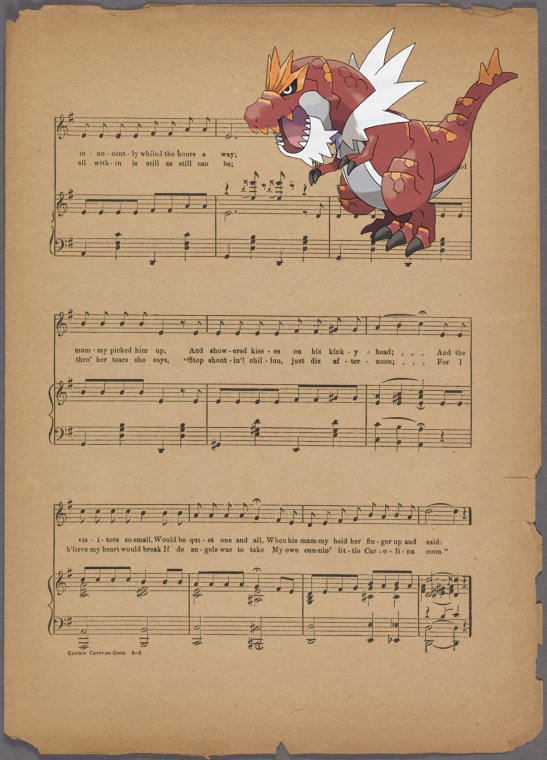 in - no - cent - ly while'd the hours a way;
all with - in is still as still can be;
mam - my picked him up, And show - ered kiss - es on his kink - y - head; . . . And the
thro' her tears she says, "Stop shout - in'! chil - lun, just dis af - ter - noon; . . . For I
vis - i - tors so small, Would be qui - et one and all, When his mam - my held her fin - ger up and said:
b'lieve my heart would break If de an - gels was to take My own cun - nin' lit - tle Car - o - li - na coon."
Cunnin Carolina Coon. 3—3